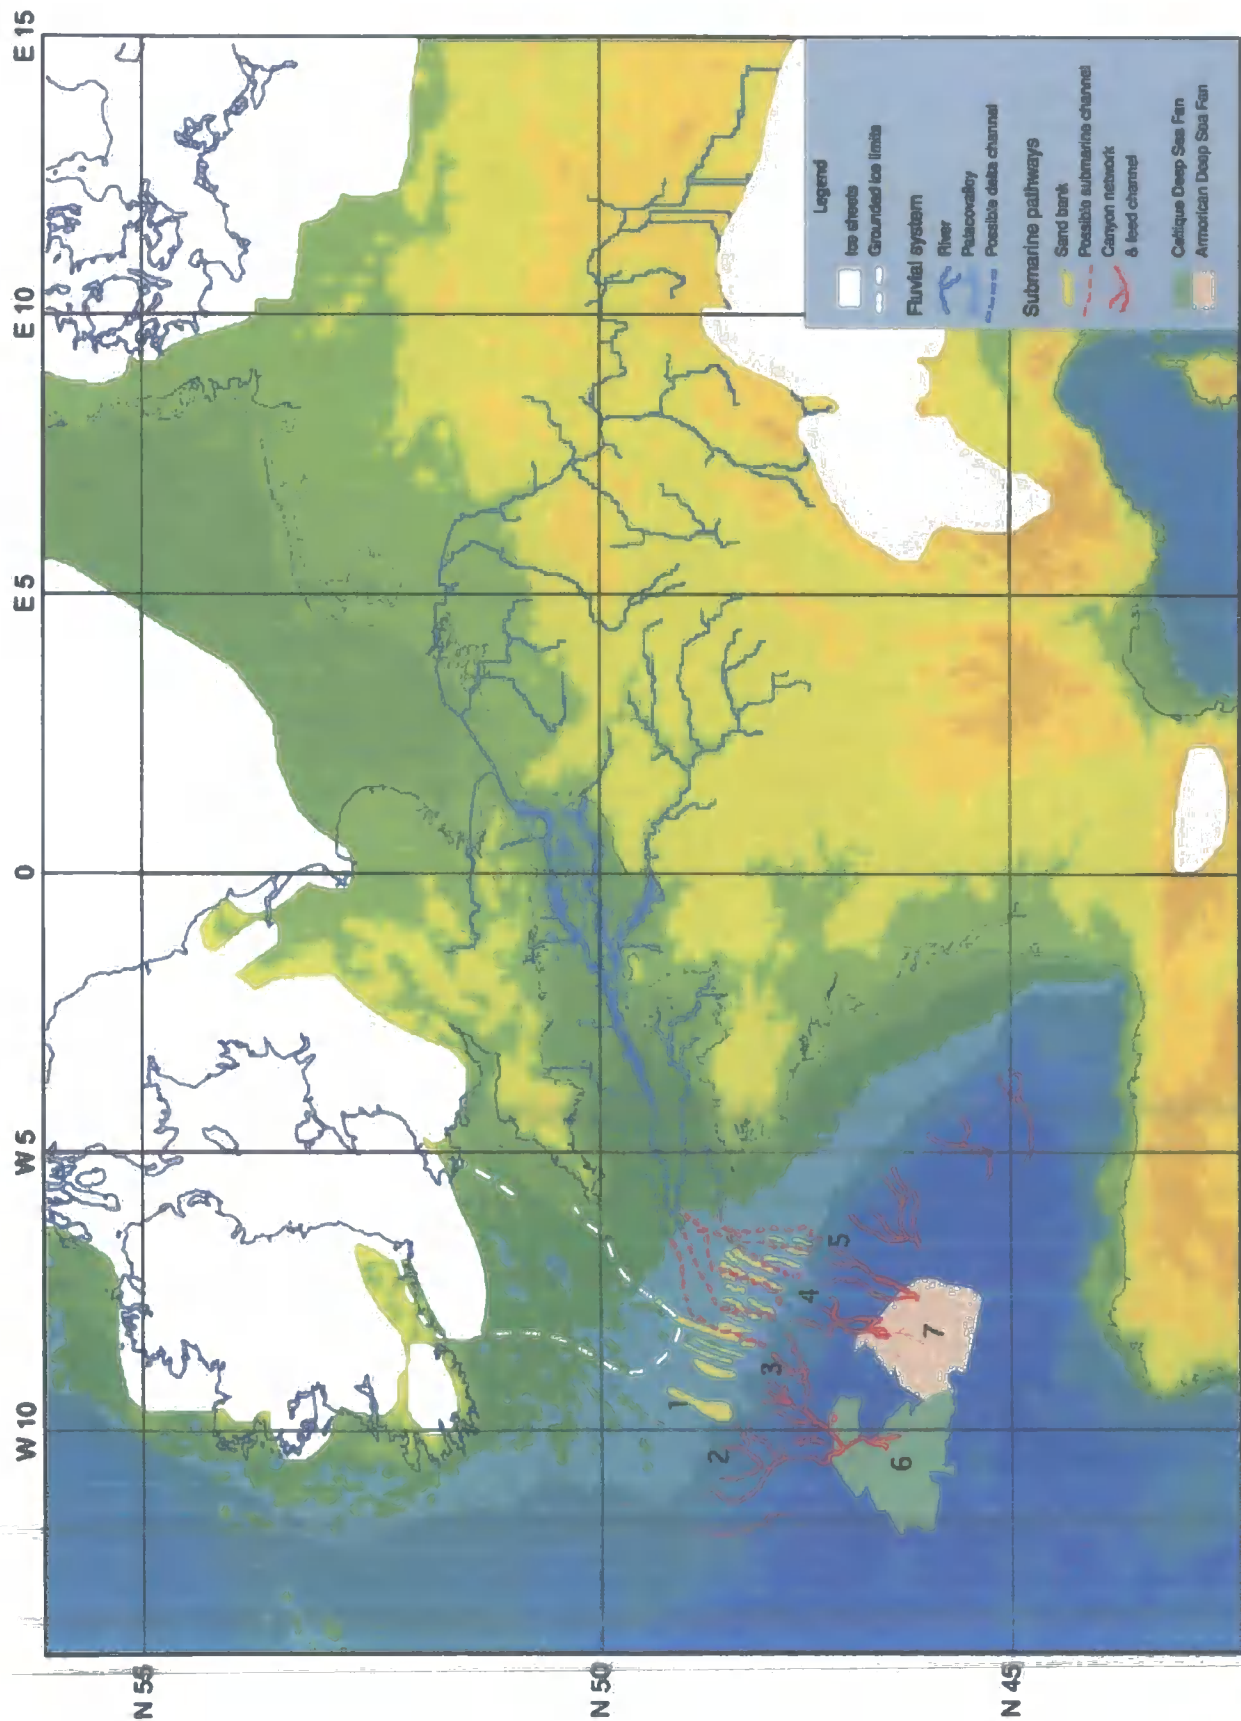 W 10
W 5
0
E 5
E 10
E 15
N 55
N 50
N 45
1
2
3
4
5
6
7
Legend
Ice sheets
Grounded ice limits
Fluvial system
River
Palaeovalley
Possible delta channel
Submarine pathways
Sand bank
Possible submarine channel
Canyon network
& feed channel
Celtique Deep Sea Fan
Armorican Deep Sea Fan